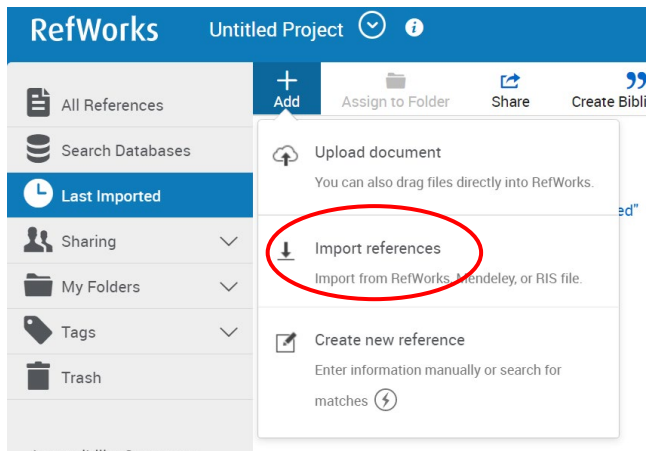 RefWorks Untitled Project
Add Assign to Folder Share Create Bibli
All References
Search Databases
Last Imported
Sharing
My Folders
Tags
Trash
Upload document
You can also drag files directly into RefWorks.
ed"
Import references
Import from RefWorks, Mendeley, or RIS file.
Create new reference
Enter information manually or search for
matches